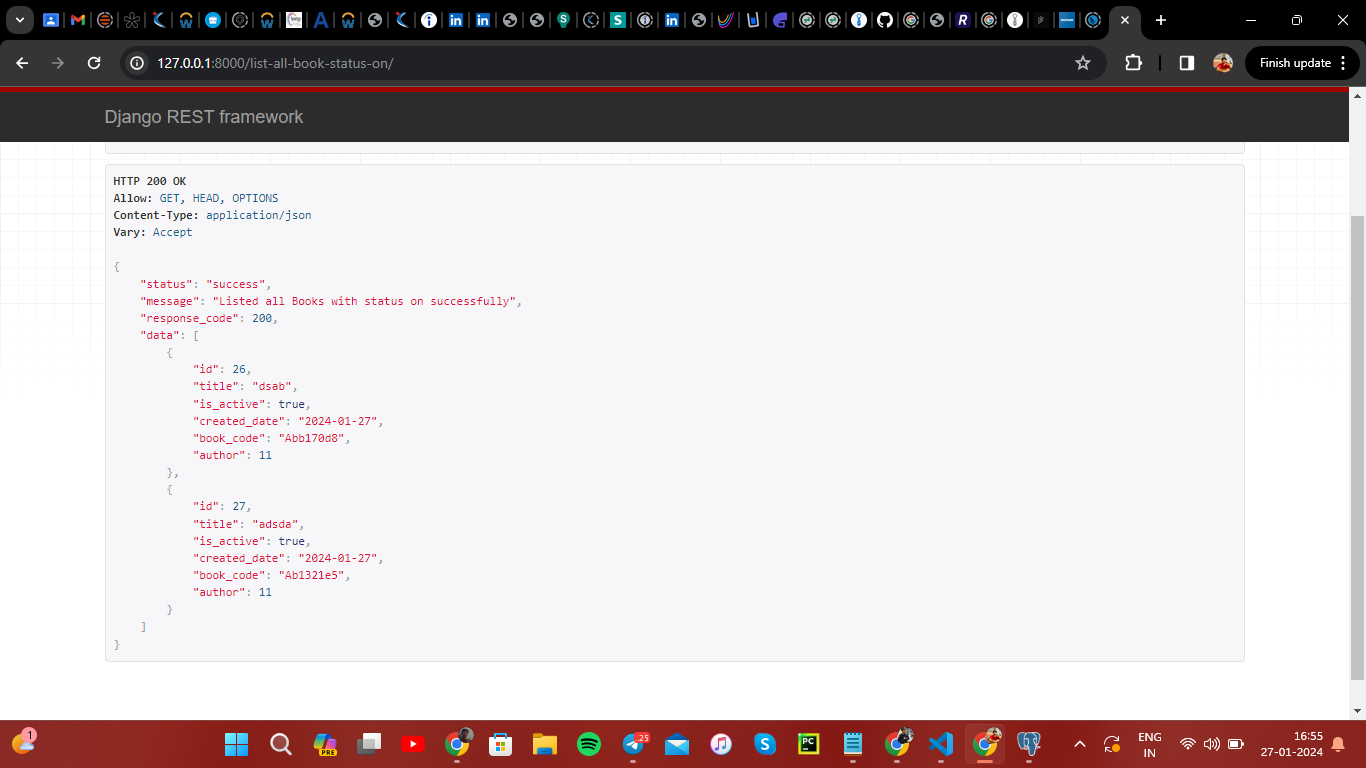 127.0.0.1:8000/list-all-book-status-on/
Finish update
Django REST framework
HTTP 200 OK
Allow: GET, HEAD, OPTIONS
Content-Type: application/json
Vary: Accept
{
"status": "success",
"message": "Listed all Books with status on successfully",
"response_code": 200,
"data": [
{
"id": 26,
"title": "dsab",
"is_active": true,
"created_date": "2024-01-27",
"book_code": "Abb170d8",
"author": 11
},
{
"id": 27,
"title": "adsda",
"is_active": true,
"created_date": "2024-01-27",
"book_code": "Ab1321e5",
"author": 11
}
]
}
1
PRE
25
PC
ENG
IN
16:55
27-01-2024